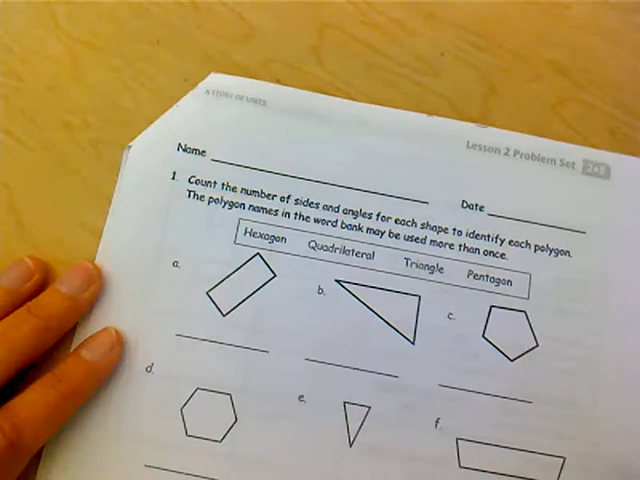 A STORY OF UNITS
Lesson 2 Problem Set 2•8
Name
Date
1. Count the number of sides and angles for each shape to identify each polygon.
The polygon names in the word bank may be used more than once.
Hexagon Quadrilateral Triangle Pentagon
a.
b.
c.
d.
e.
f.